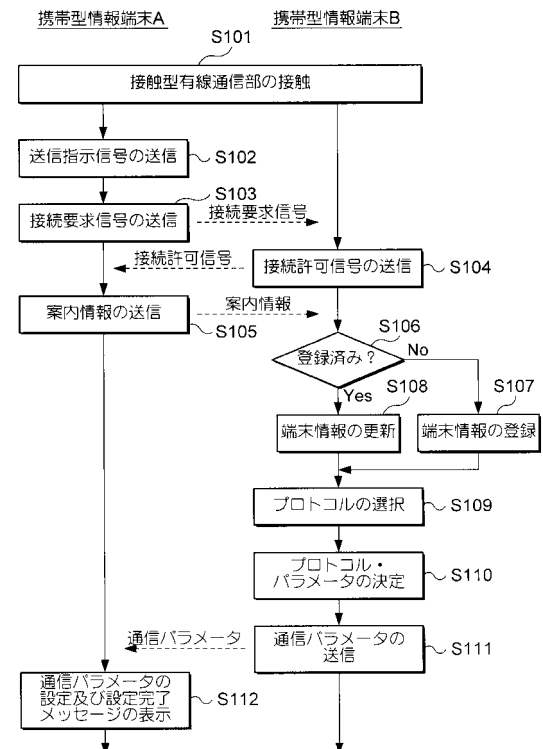 携帯型情報端末A
携帯型情報端末B
S101
接触型有線通信部の接触
送信指示信号の送信
S102
S103
接続要求信号の送信
接続要求信号
接続許可信号
接続許可信号の送信
S104
案内情報の送信
案内情報
S105
S106
登録済み？
No
Yes
S108
S107
端末情報の更新
端末情報の登録
プロトコルの選択
S109
プロトコル・
パラメータの決定
S110
通信パラメータ
通信パラメータの
送信
S111
通信パラメータの
設定及び設定完了
メッセージの表示
S112